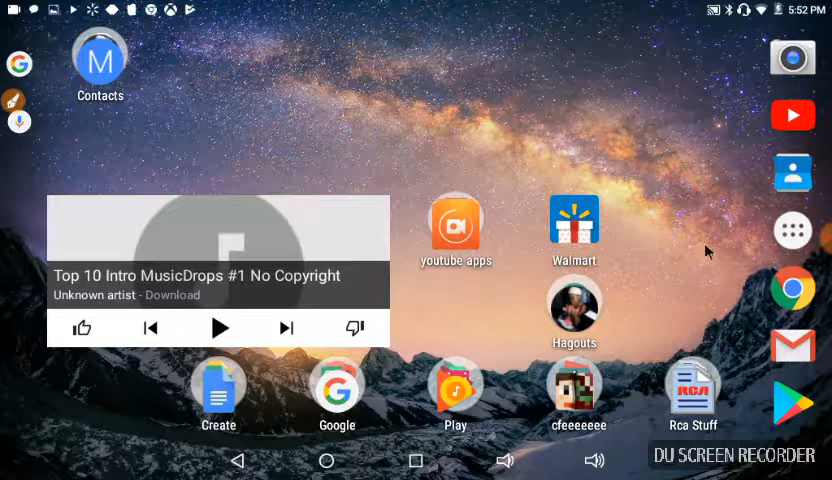 5:52 PM
G
M
Contacts
Top 10 Intro MusicDrops #1 No Copyright
Unknown artist - Download
youtube apps
Walmart
Hagouts
Create
G
Google
Play
cfeeeeeee
RCA
Rca Stuff
DU SCREEN RECORDER